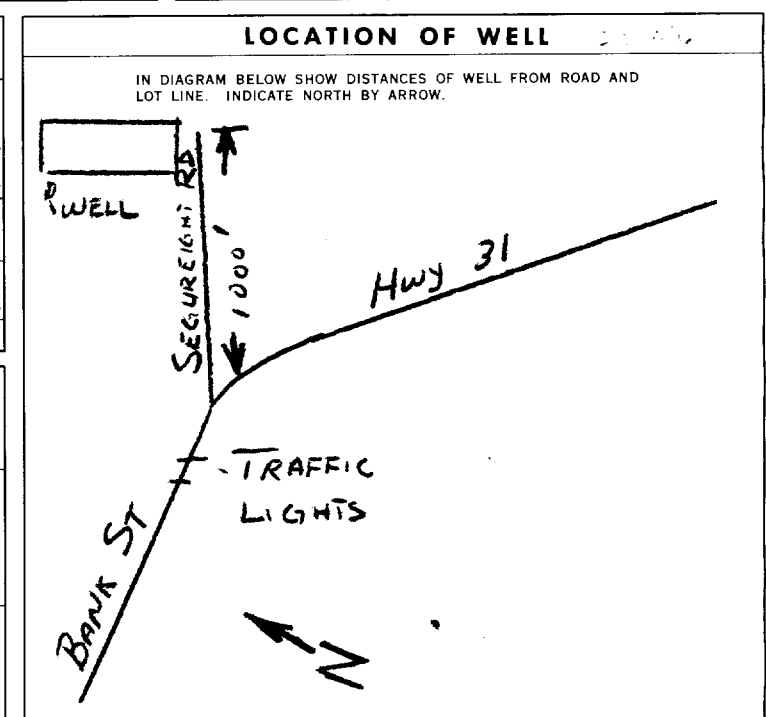 LOCATION OF WELL
IN DIAGRAM BELOW SHOW DISTANCES OF WELL FROM ROAD AND
LOT LINE. INDICATE NORTH BY ARROW.
WELL
SEGUREIGHT RD
1000'
Hwy 31
TRAFFIC
LIGHTS
BANK ST
N